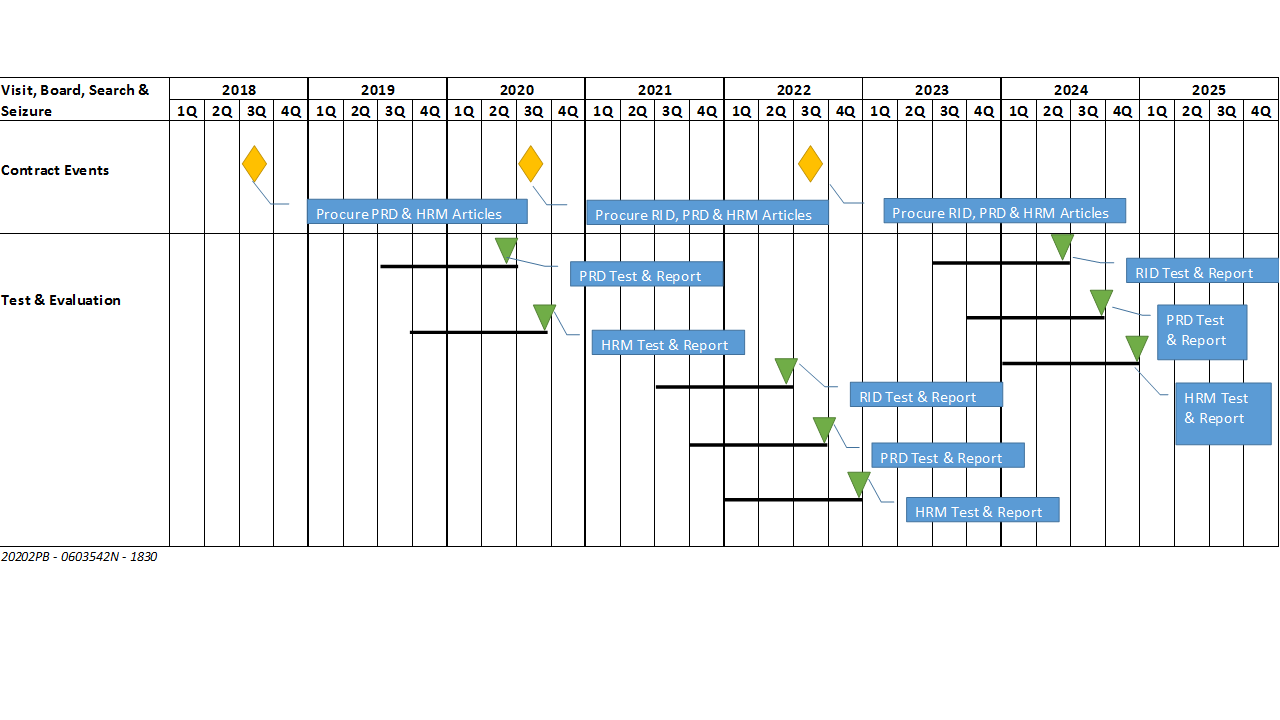 Visit, Board, Search &
Seizure
2018 2019 2020 2021 2022 2023 2024 2025
1Q 2Q 3Q 4Q 1Q 2Q 3Q 4Q 1Q 2Q 3Q 4Q 1Q 2Q 3Q 4Q 1Q 2Q 3Q 4Q 1Q 2Q 3Q 4Q 1Q 2Q 3Q 4Q 1Q 2Q 3Q 4Q
Contract Events
Procure PRD & HRM Articles
Procure RID, PRD & HRM Articles
Procure RID, PRD & HRM Articles
Test & Evaluation
PRD Test & Report
HRM Test & Report
RID Test & Report
PRD Test & Report
HRM Test & Report
RID Test & Report
PRD Test
& Report
HRM Test
& Report
20202PB - 0603542N - 1830